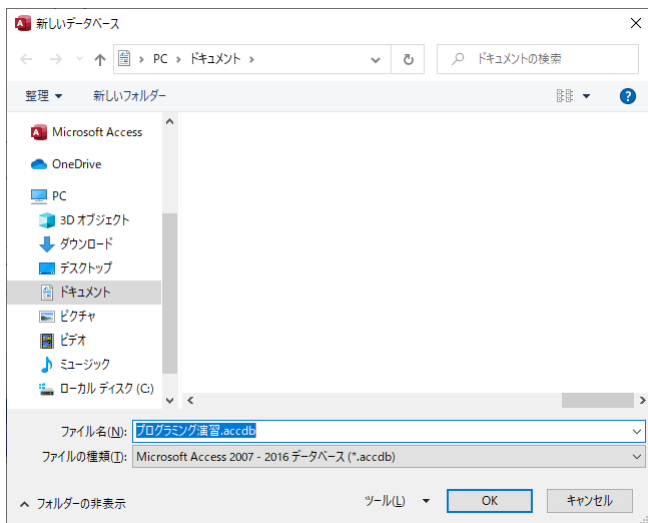 新しいデータベース
PC › ドキュメント ›
ドキュメントの検索
整理
新しいフォルダー
Microsoft Access
OneDrive
PC
3D オブジェクト
ダウンロード
デスクトップ
ドキュメント
ピクチャ
ビデオ
ミュージック
ローカル ディスク (C:)
ファイル名(N): プログラミング演習.accdb
ファイルの種類(T): Microsoft Access 2007 - 2016 データベース (*.accdb)
フォルダーの非表示
ツール(L)
OK
キャンセル